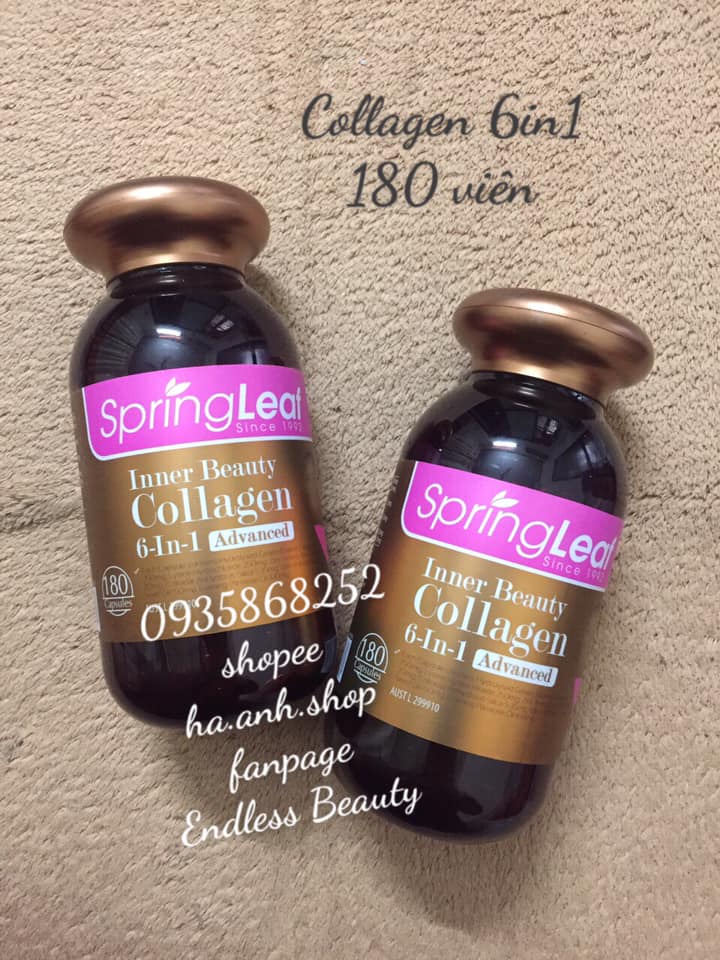 Collagen 6in1
180 viên
SpringLeaf
Since 1992
Inner Beauty
Collagen
6-In-1 Advanced
180
Capsules
0935868252
shopee
ha.anh.shop
fanpage
Endless Beauty
SpringLeaf
Since 1992
Inner Beauty
Collagen
6-In-1 Advanced
180
Capsules
AUST L 299910